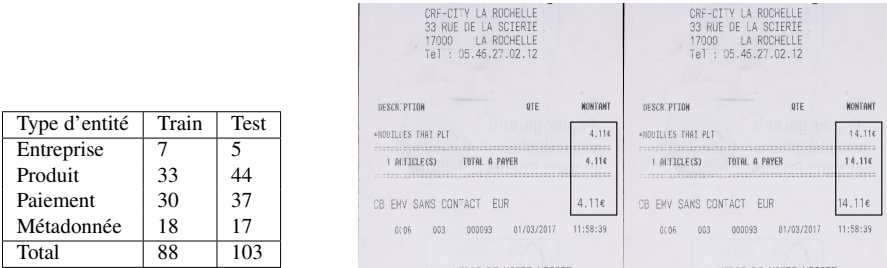 Type d'entité Train Test
Entreprise 7 5
Produit 33 44
Paiement 30 37
Métadonnée 18 17
Total 88 103
CRF-CITY LA ROCHELLE
33 RUE DE LA SCIERIE
17000 LA ROCHELLE
Tel : 05.46.27.02.12
DESCR.PTION QTE MONTANT
*NOUILLES THAI PLT 4.11€
1 ARTICLE(S) TOTAL A PAYER 4.11€
CB EMV SANS CONTACT EUR 4.11€
0106 003 000093 01/03/2017 11:58:39
CRF-CITY LA ROCHELLE
33 RUE DE LA SCIERIE
17000 LA ROCHELLE
Tel : 05.46.27.02.12
DESCR.PTION QTE MONTANT
*NOUILLES THAI PLT 14.11€
1 ARTICLE(S) TOTAL A PAYER 14.11€
CB EMV SANS CONTACT EUR 14.11€
0106 003 000093 01/03/2017 11:58:39